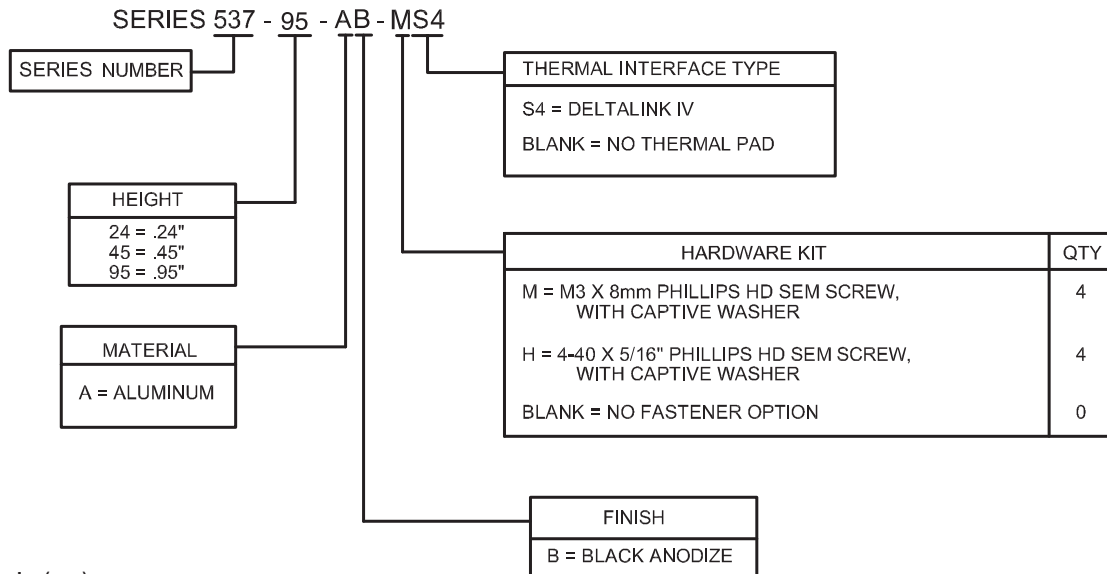 SERIES 537 - 95 - AB - MS4
SERIES NUMBER
THERMAL INTERFACE TYPE
S4 = DELTALINK IV
BLANK = NO THERMAL PAD
HEIGHT
24 = .24"
45 = .45"
95 = .95"
HARDWARE KIT QTY
M = M3 X 8mm PHILLIPS HD SEM SCREW, 4
WITH CAPTIVE WASHER
H = 4-40 X 5/16" PHILLIPS HD SEM SCREW, 4
WITH CAPTIVE WASHER
BLANK = NO FASTENER OPTION 0
MATERIAL
A = ALUMINUM
FINISH
B = BLACK ANODIZE